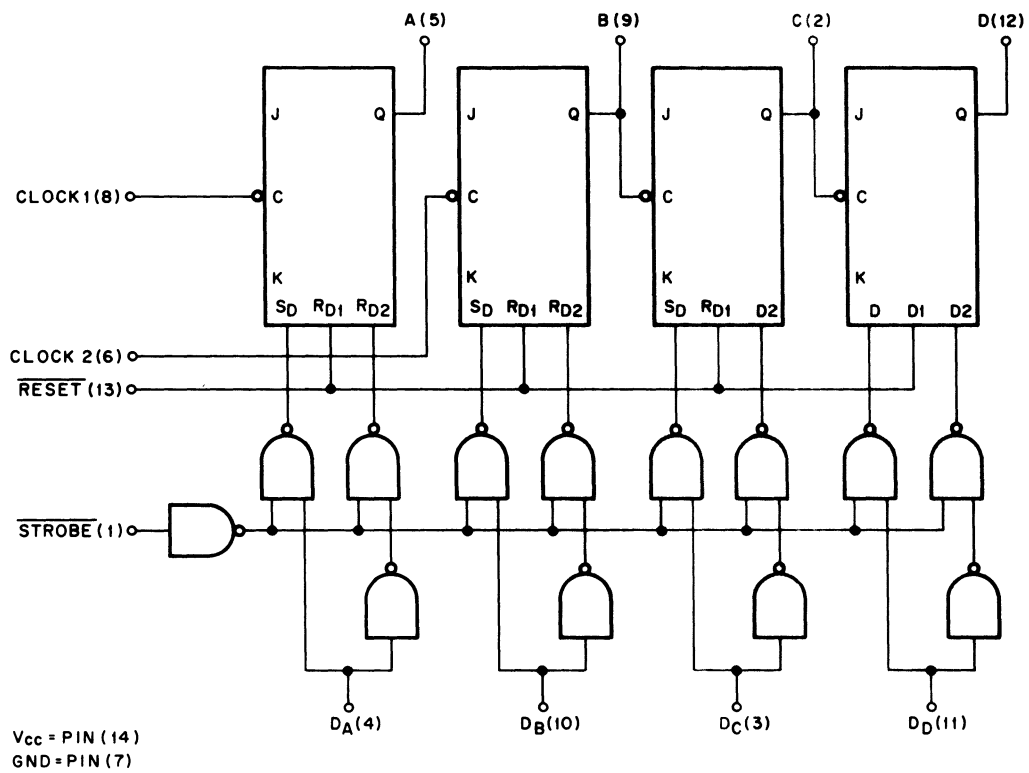 A(5) B(9) C(2) D(12)
J Q J Q J Q J
CLOCK1(8) C C C C
K K K K
SD RD1 RD2 SD RD1 RD2 SD RD1 D2 D D1 D2
CLOCK 2(6)
RESET(13)
STROBE(1)
DA(4) DB(10) DC(3) DD(11)
Vcc = PIN (14)
GND=PIN(7)